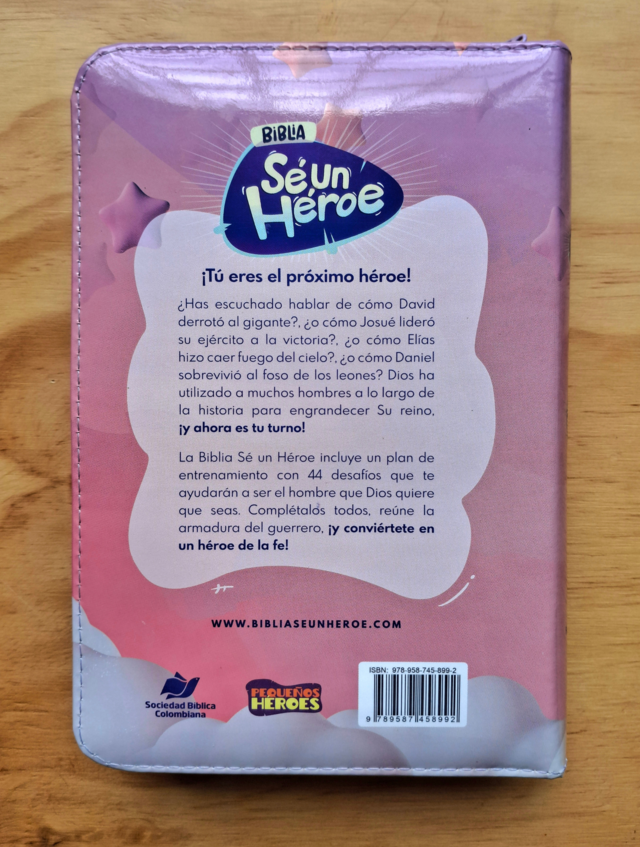 BIBLIA
Sé un
Héroe
¡Tú eres el próximo héroe!
¿Has escuchado hablar de cómo David
derrotó al gigante?, ¿o cómo Josué lideró
su ejército a la victoria?, ¿o cómo Elías
hizo caer fuego del cielo?, ¿o cómo Daniel
sobrevivió al foso de los leones? Dios ha
utilizado a muchos hombres a lo largo de
la historia para engrandecer Su reino,
¡y ahora es tu turno!
La Biblia Sé un Héroe incluye un plan de
entrenamiento con 44 desafíos que te
ayudarán a ser el hombre que Dios quiere
que seas. Complétalos todos, reúne la
armadura del guerrero, ¡y conviértete en
un héroe de la fe!
WWW.BIBLIASEUNHEROE.COM
Sociedad Bíblica
Colombiana
PEQUEÑOS
HEROES
ISBN: 978-958-745-899-2
9 789587 458992